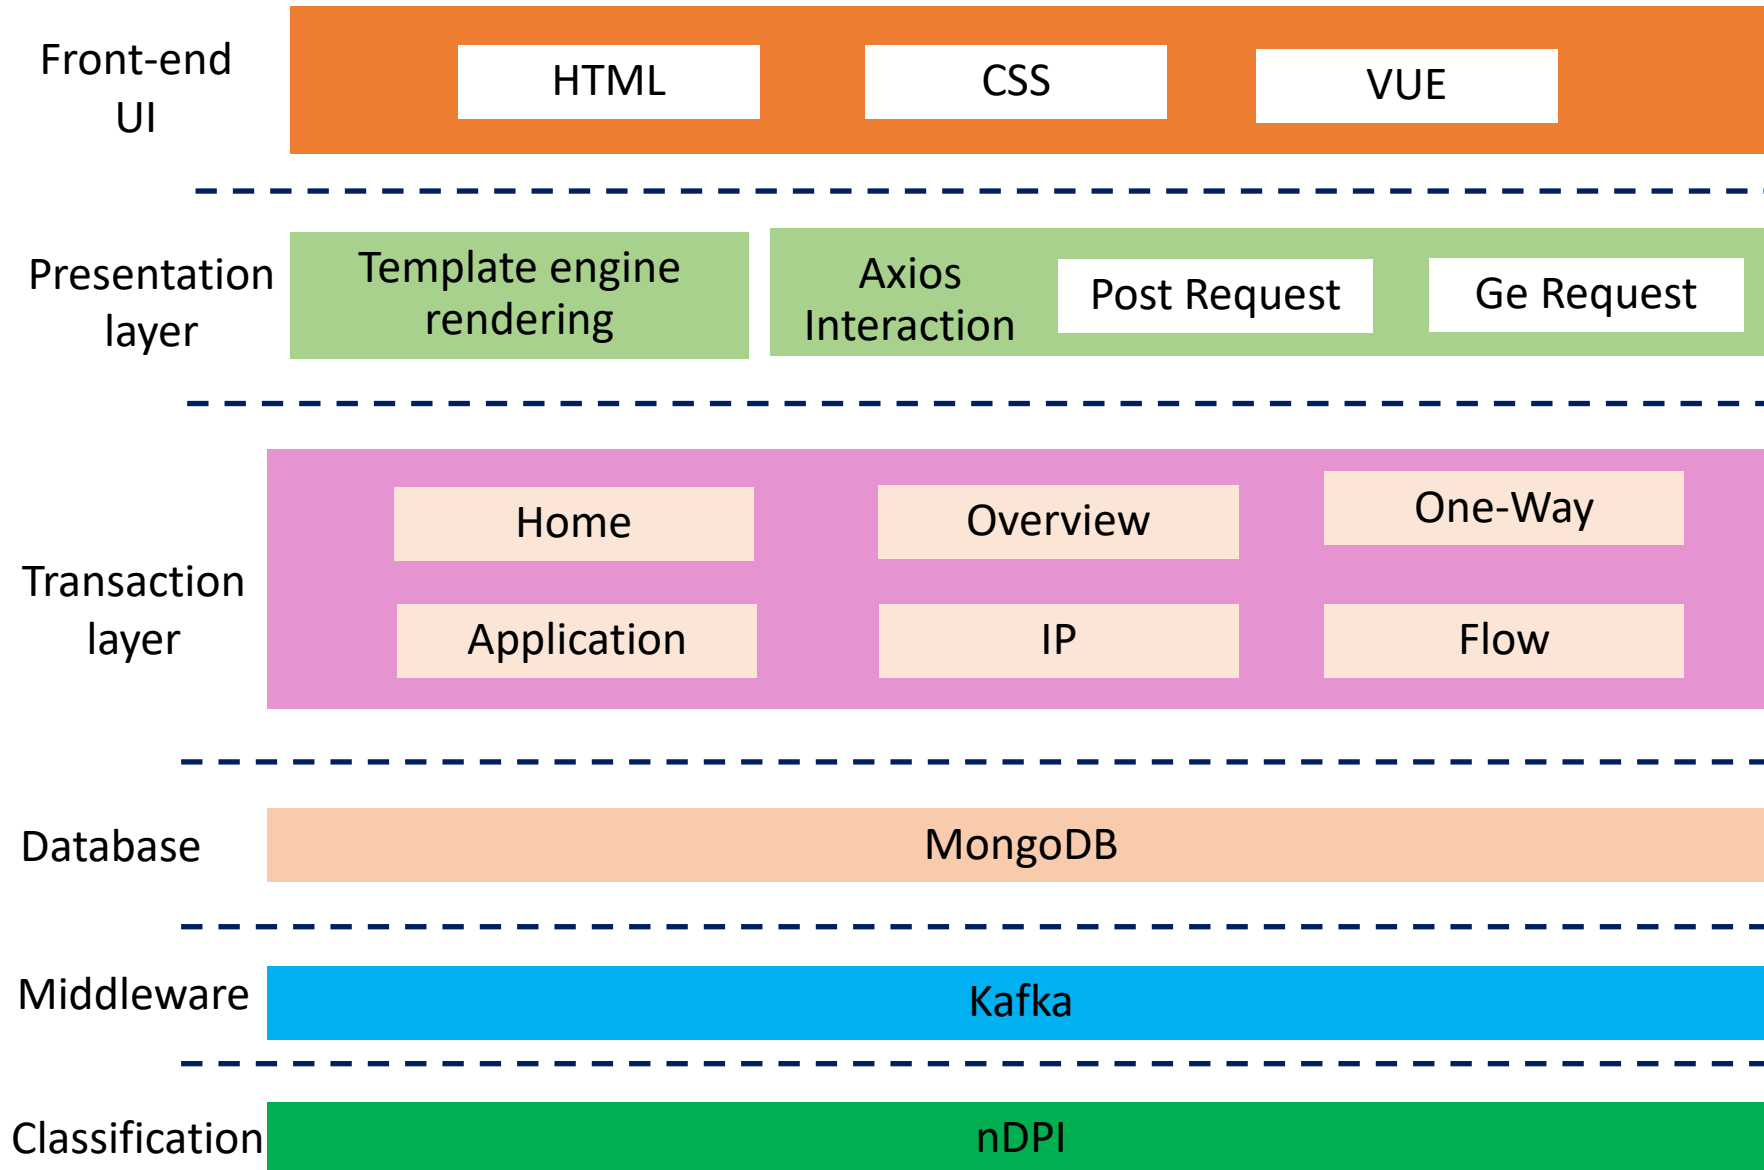 Front-end
UI
HTML
CSS
VUE
Presentation
layer
Template engine
rendering
Axios
Interaction
Post Request
Ge Request
Transaction
layer
Home
Overview
One-Way
Application
IP
Flow
Database
MongoDB
Middleware
Kafka
Classification
nDPI